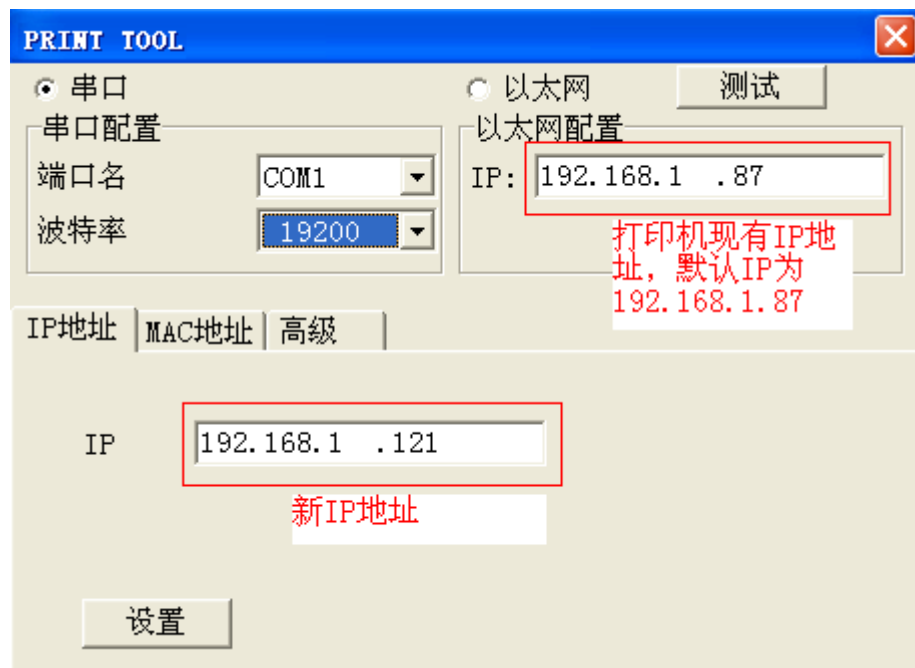 PRINT TOOL
串口
以太网
测试
串口配置
以太网配置
端口名
COM1
IP:
192.168.1 .87
波特率
19200
打印机现有IP地
址，默认IP为
192.168.1.87
IP地址
MAC地址
高级
IP
192.168.1 .121
新IP地址
设置